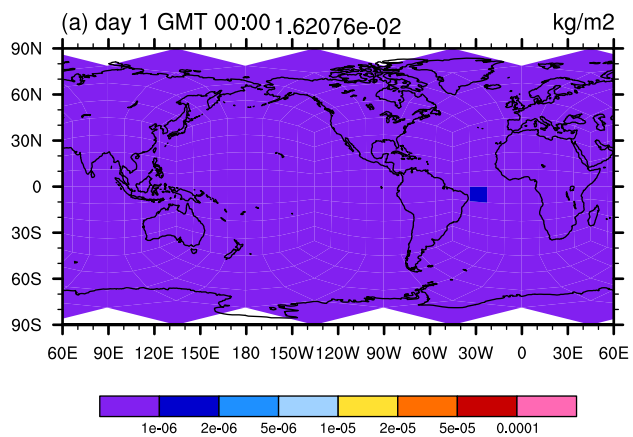 (a) day 1 GMT 00:00 1.62076e-02 kg/m2
90N
60N
30N
0
30S
60S
90S
60E 90E 120E 150E 180 150W 120W 90W 60W 30W 0 30E 60E
1e-06 2e-06 5e-06 1e-05 2e-05 5e-05 0.0001